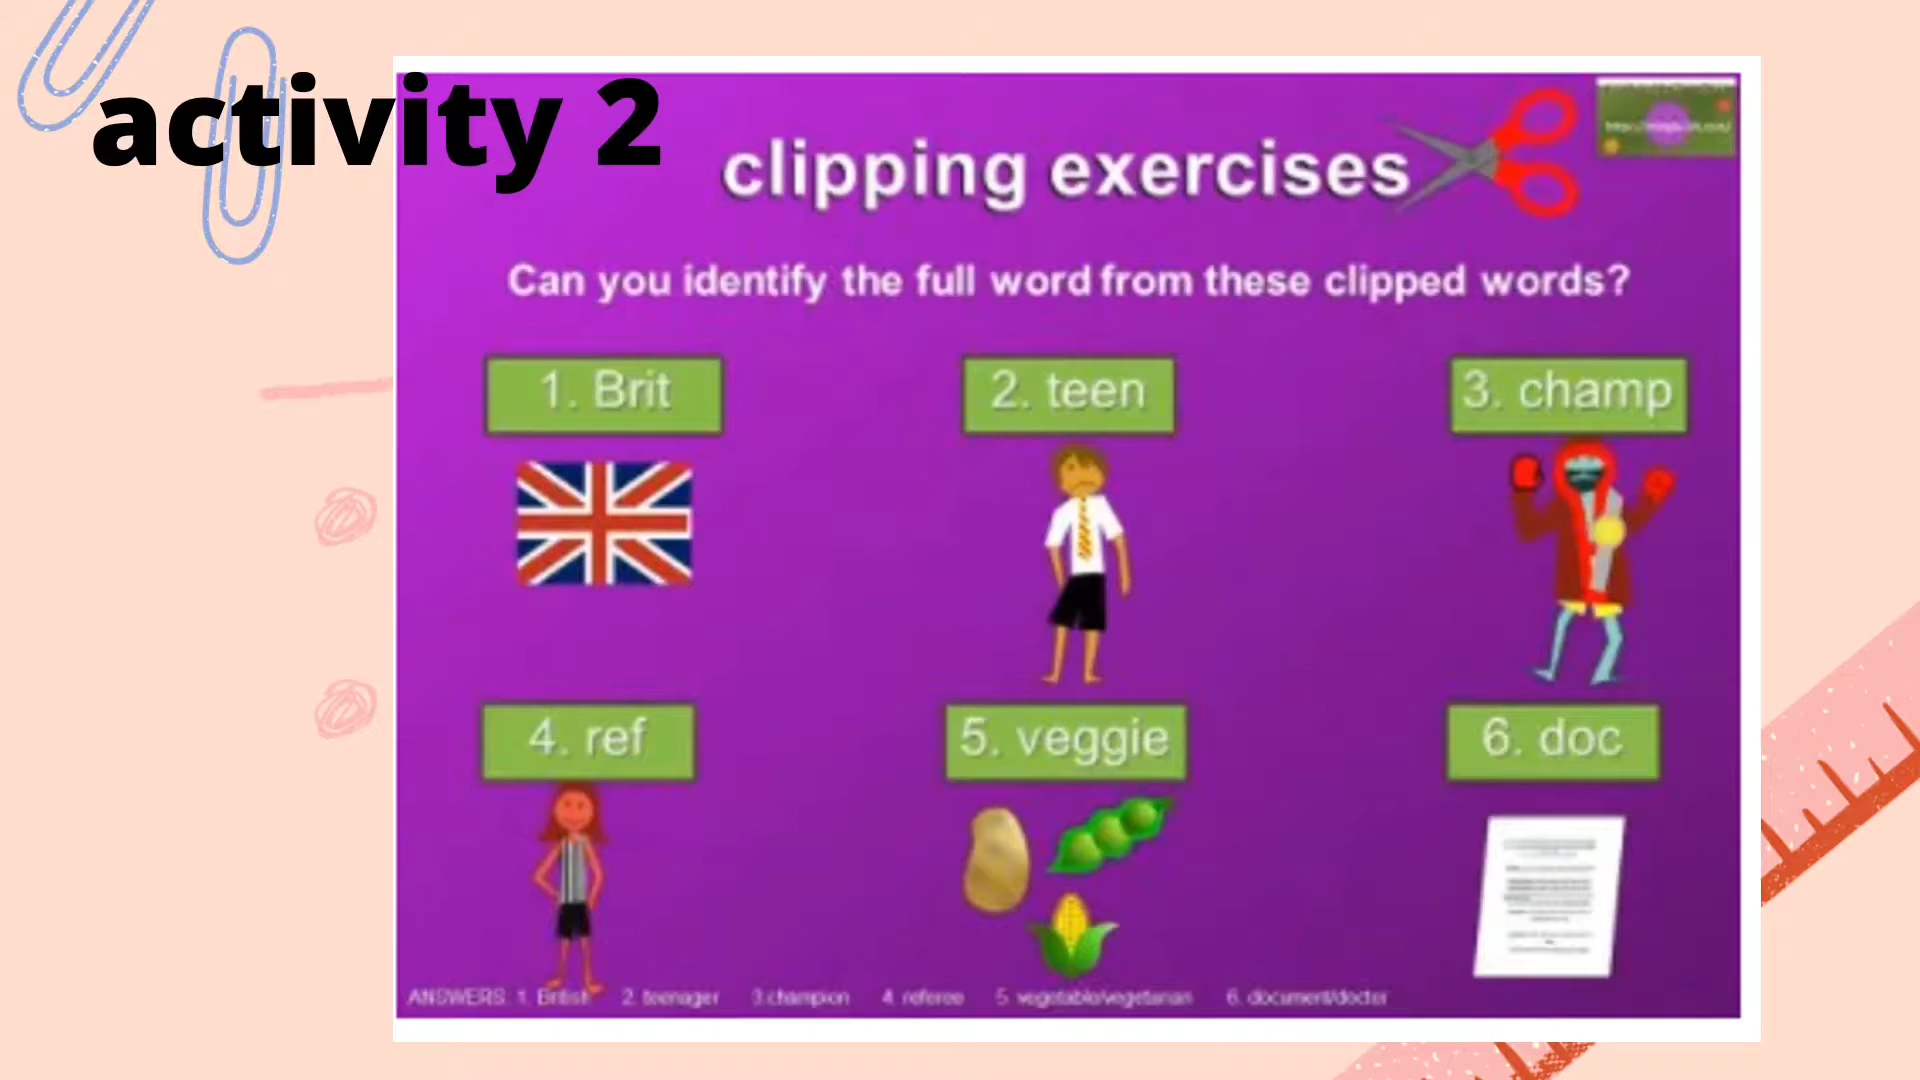 activity 2
clipping exercises
Can you identify the full word from these clipped words?
1. Brit
2. teen
3. champ
4. ref
5. veggie
6. doc
ANSWERS: 1. British 2. teenager 3.champion 4. referee 5. vegetable/vegetarian 6. document/doctor